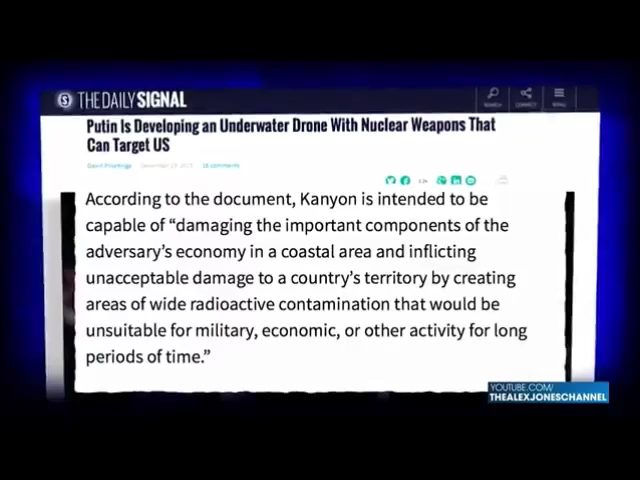 THE DAILY SIGNAL
SEARCH
CONNECT
MENU
Putin Is Developing an Underwater Drone With Nuclear Weapons That
Can Target US
According to the document, Kanyon is intended to be
capable of “damaging the important components of the
adversary’s economy in a coastal area and inflicting
unacceptable damage to a country’s territory by creating
areas of wide radioactive contamination that would be
unsuitable for military, economic, or other activity for long
periods of time.”
YOUTUBE.COM/
THEALEXJONESCHANNEL